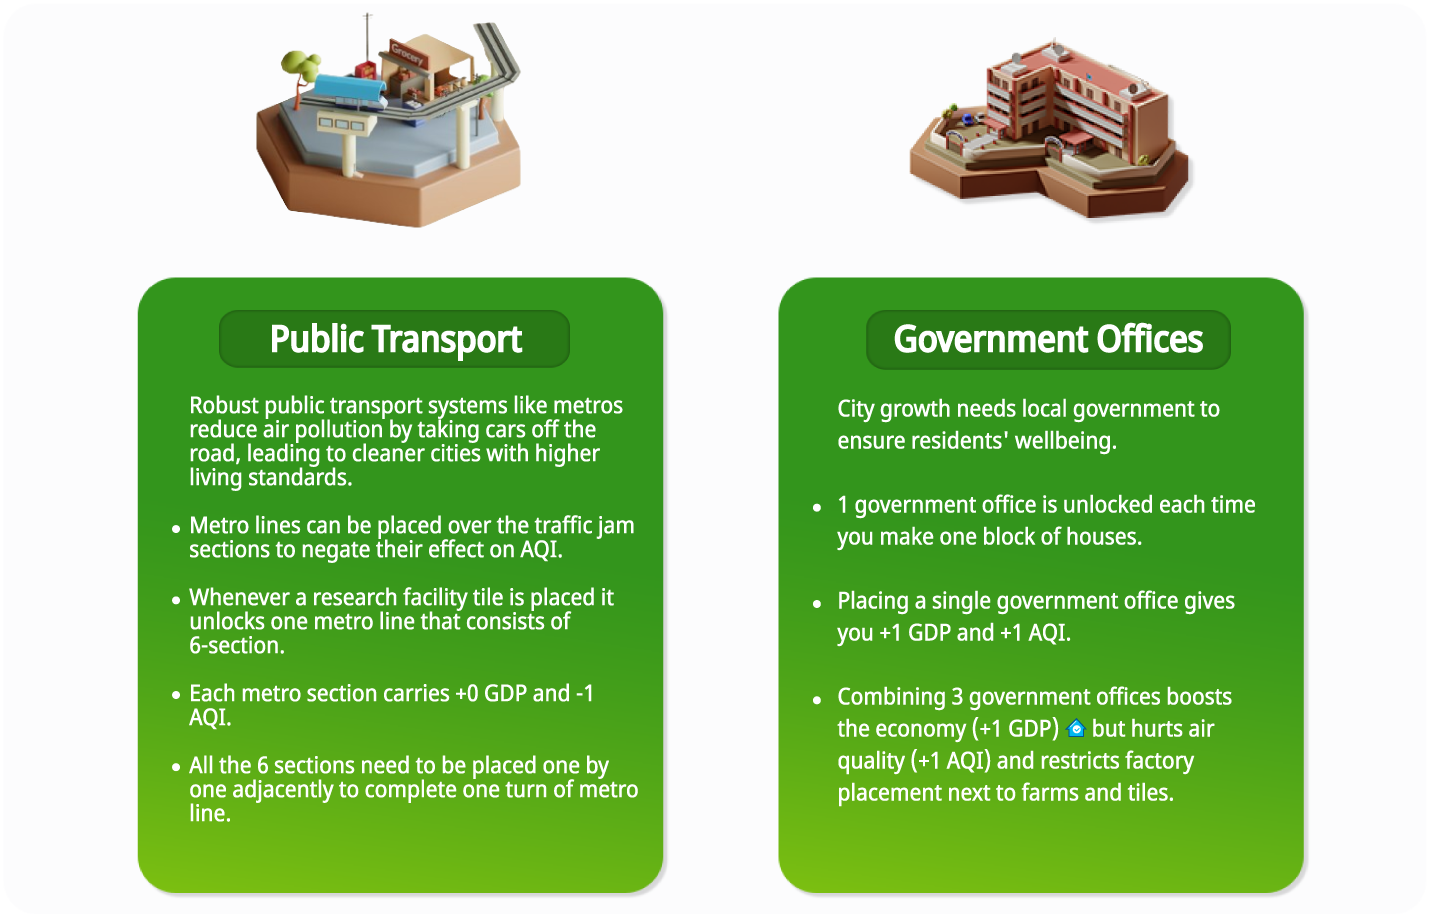 Grocery
Public Transport
Robust public transport systems like metros
reduce air pollution by taking cars off the
road, leading to cleaner cities with higher
living standards.
• Metro lines can be placed over the traffic jam
sections to negate their effect on AQI.
• Whenever a research facility tile is placed it
unlocks one metro line that consists of
6-section.
• Each metro section carries +0 GDP and -1
AQI.
• All the 6 sections need to be placed one by
one adjacently to complete one turn of metro
line.
Government Offices
City growth needs local government to
ensure residents' wellbeing.
• 1 government office is unlocked each time
you make one block of houses.
• Placing a single government office gives
you +1 GDP and +1 AQI.
• Combining 3 government offices boosts
the economy (+1 GDP) but hurts air
quality (+1 AQI) and restricts factory
placement next to farms and tiles.